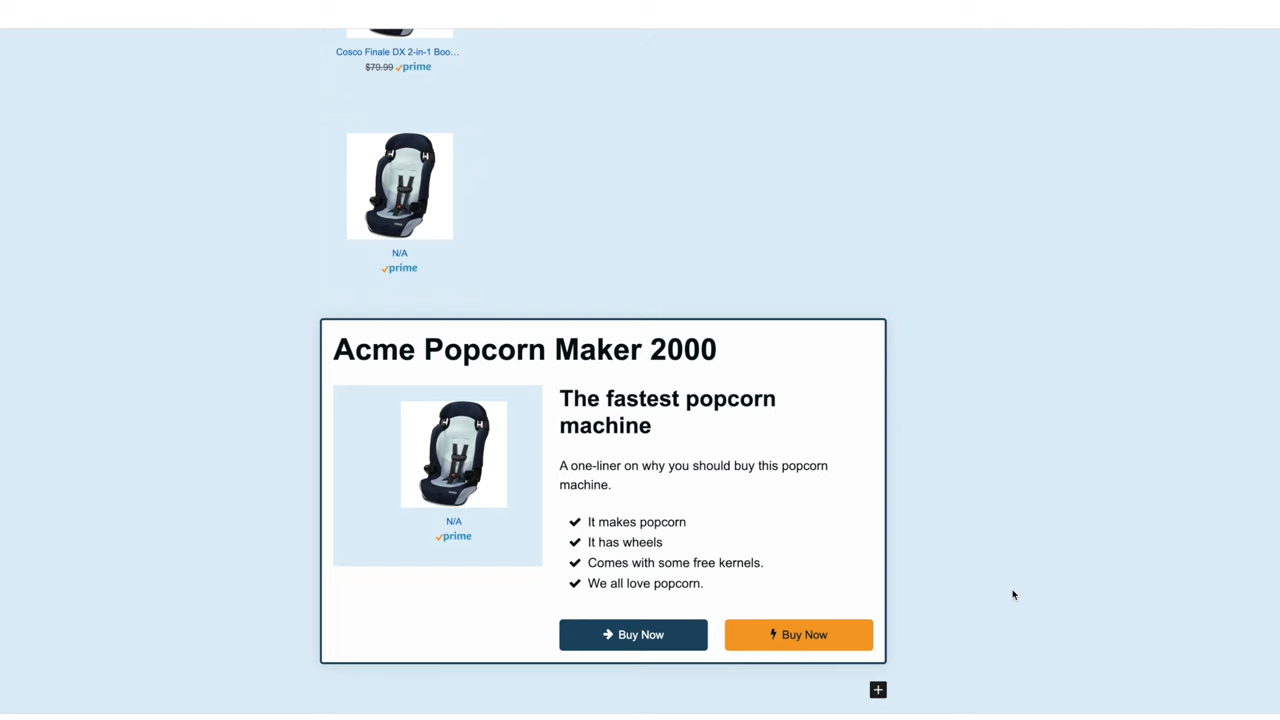 Cosco Finale DX 2-in-1 Boo…
$79.99 prime
N/A
prime
Acme Popcorn Maker 2000
The fastest popcorn
machine
A one-liner on why you should buy this popcorn
machine.
It makes popcorn
It has wheels
Comes with some free kernels.
We all love popcorn.
N/A
prime
Buy Now
Buy Now